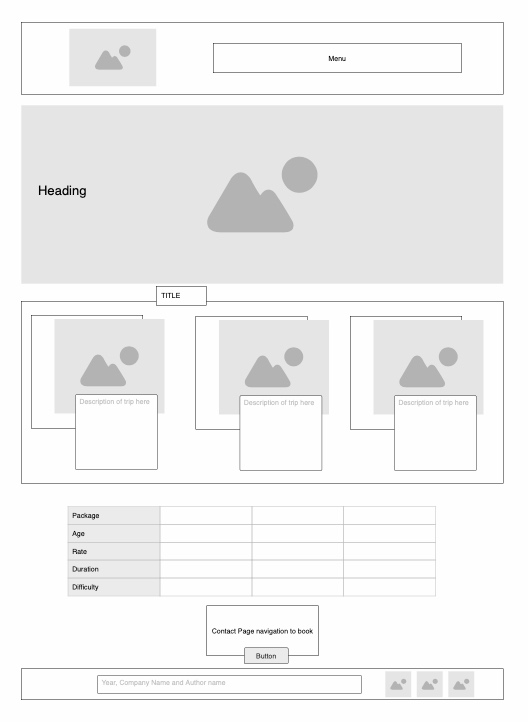 Menu
Heading
TITLE
Description of trip here
Description of trip here
Description of trip here
Package
Age
Rate
Duration
Difficulty
Contact Page navigation to book
Button
Year, Company Name and Author name